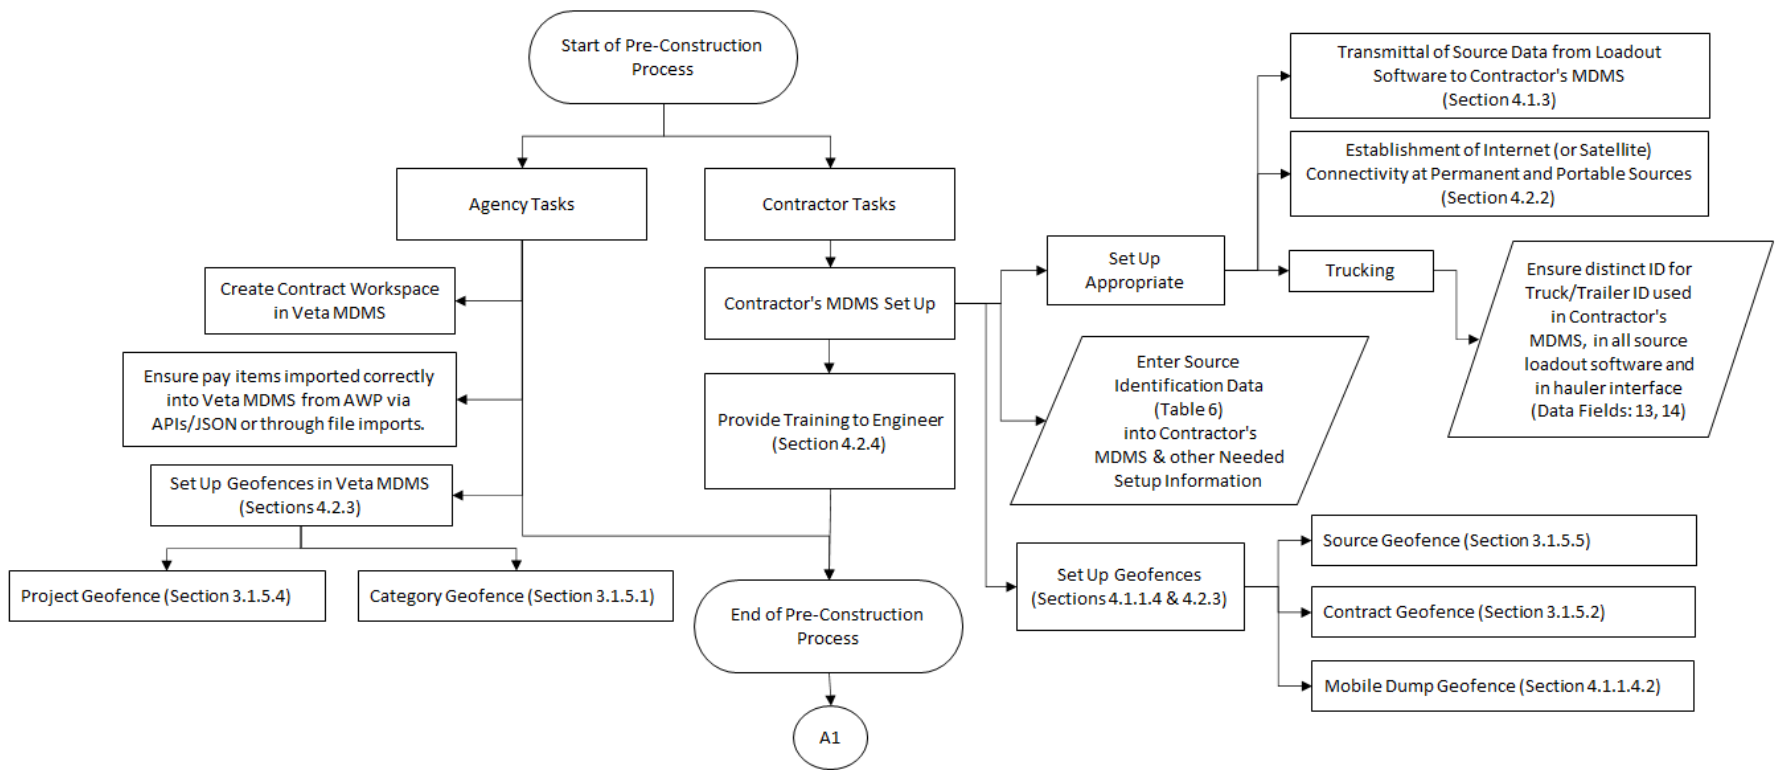 Start of Pre-Construction
Process
Agency Tasks
Contractor Tasks
Create Contract Workspace
in Veta MDMS
Ensure pay items imported correctly
into Veta MDMS from AWP via
APIs/JSON or through file imports.
Set Up Geofences in Veta MDMS
(Sections 4.2.3)
Project Geofence (Section 3.1.5.4)
Category Geofence (Section 3.1.5.1)
Contractor's MDMS Set Up
Provide Training to Engineer
(Section 4.2.4)
End of Pre-Construction
Process
A1
Set Up
Appropriate
Transmittal of Source Data from Loadout
Software to Contractor's MDMS
(Section 4.1.3)
Establishment of Internet (or Satellite)
Connectivity at Permanent and Portable Sources
(Section 4.2.2)
Trucking
Ensure distinct ID for
Truck/Trailer ID used
in Contractor's
MDMS, in all source
loadout software and
in hauler interface
(Data Fields: 13, 14)
Enter Source
Identification Data
(Table 6)
into Contractor's
MDMS & other Needed
Setup Information
Set Up Geofences
(Sections 4.1.1.4 & 4.2.3)
Source Geofence (Section 3.1.5.5)
Contract Geofence (Section 3.1.5.2)
Mobile Dump Geofence (Section 4.1.1.4.2)